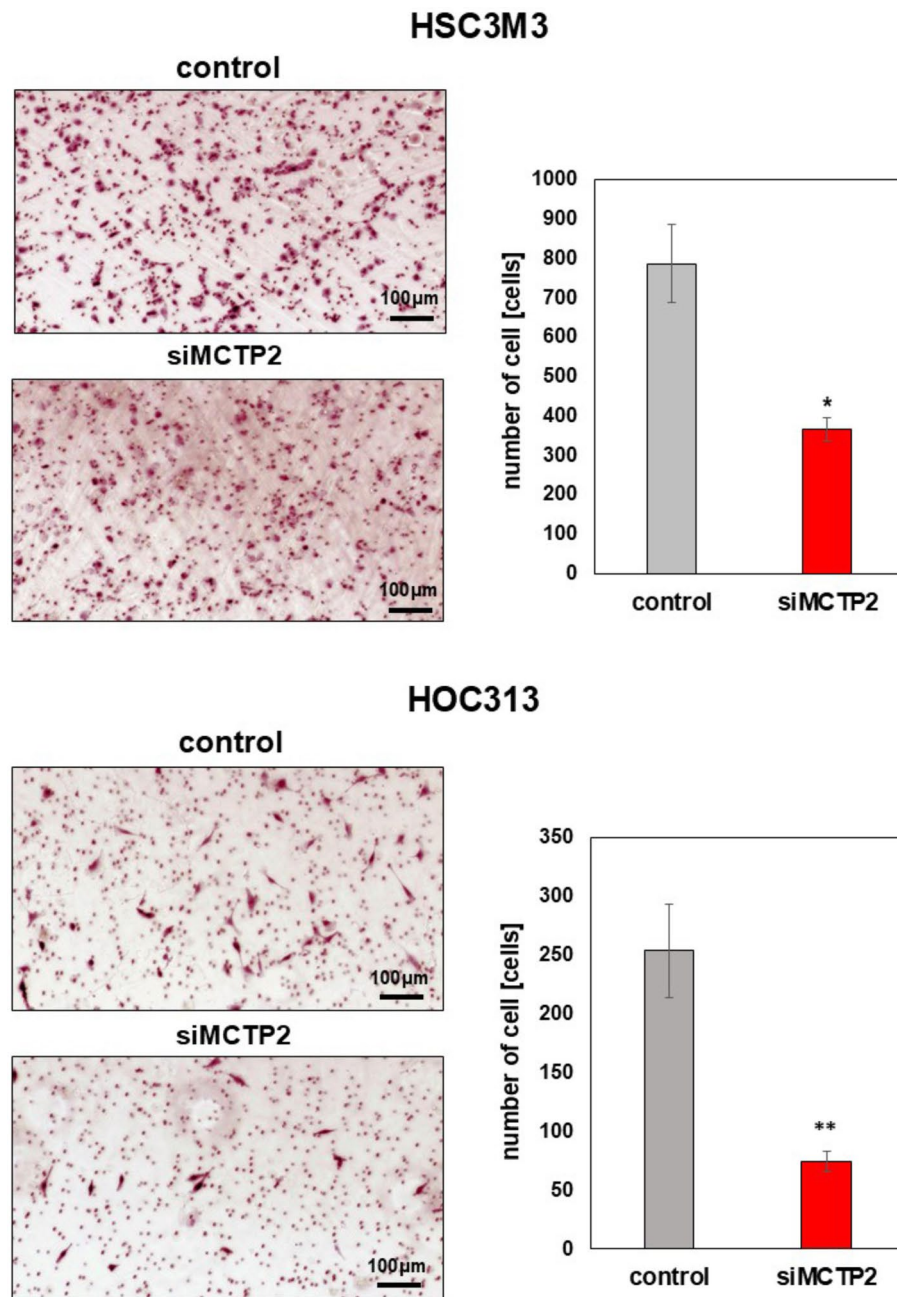 HSC3M3
control
100μm
siMCTP2
100μm
number of cell [cells]
1000
900
800
700
600
500
400
300
200
100
0
*
control
siMCTP2
HOC313
control
100μm
siMCTP2
100μm
number of cell [cells]
350
300
250
200
150
100
50
0
**
control
siMCTP2